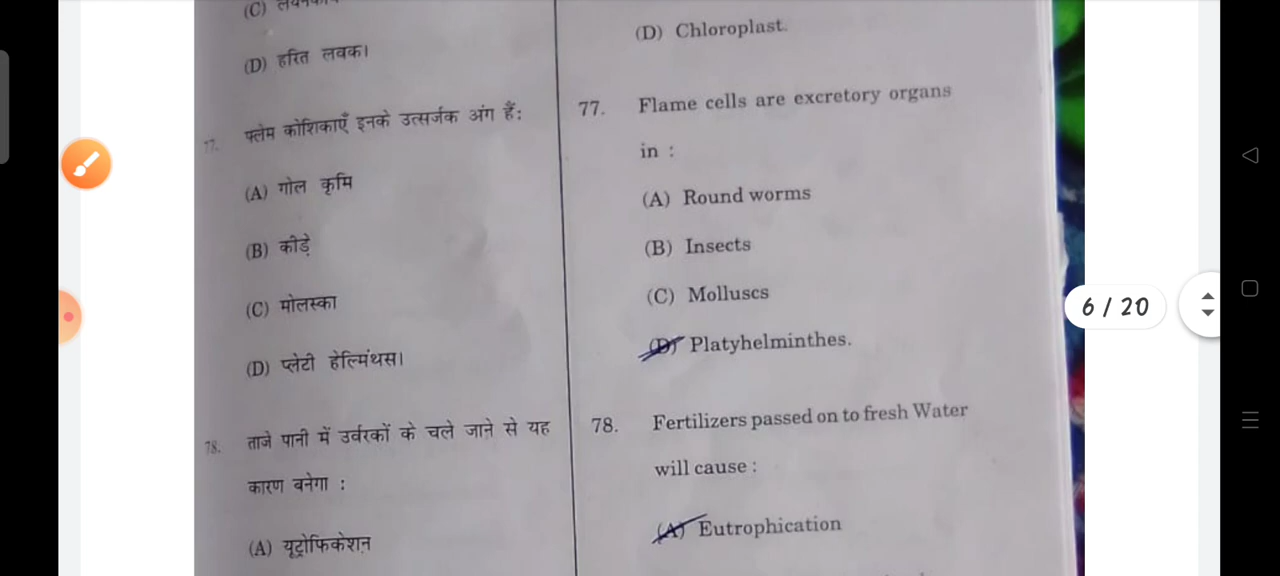 (C)
(D) हरित लवक।
77. फ्लेम कोशिकाएँ इनके उत्सर्जक अंग हैं:
(A) गोल कृमि
(B) कीड़े
(C) मोलस्का
(D) प्लेटी हेल्मिंथस।
78. ताजे पानी में उर्वरकों के चले जाने से यह
कारण बनेगा :
(A) यूट्रोफिकेशन
(D) Chloroplast.
77. Flame cells are excretory organs
in :
(A) Round worms
(B) Insects
(C) Molluscs
(D) Platyhelminthes.
78. Fertilizers passed on to fresh Water
will cause :
(A) Eutrophication
6 / 20